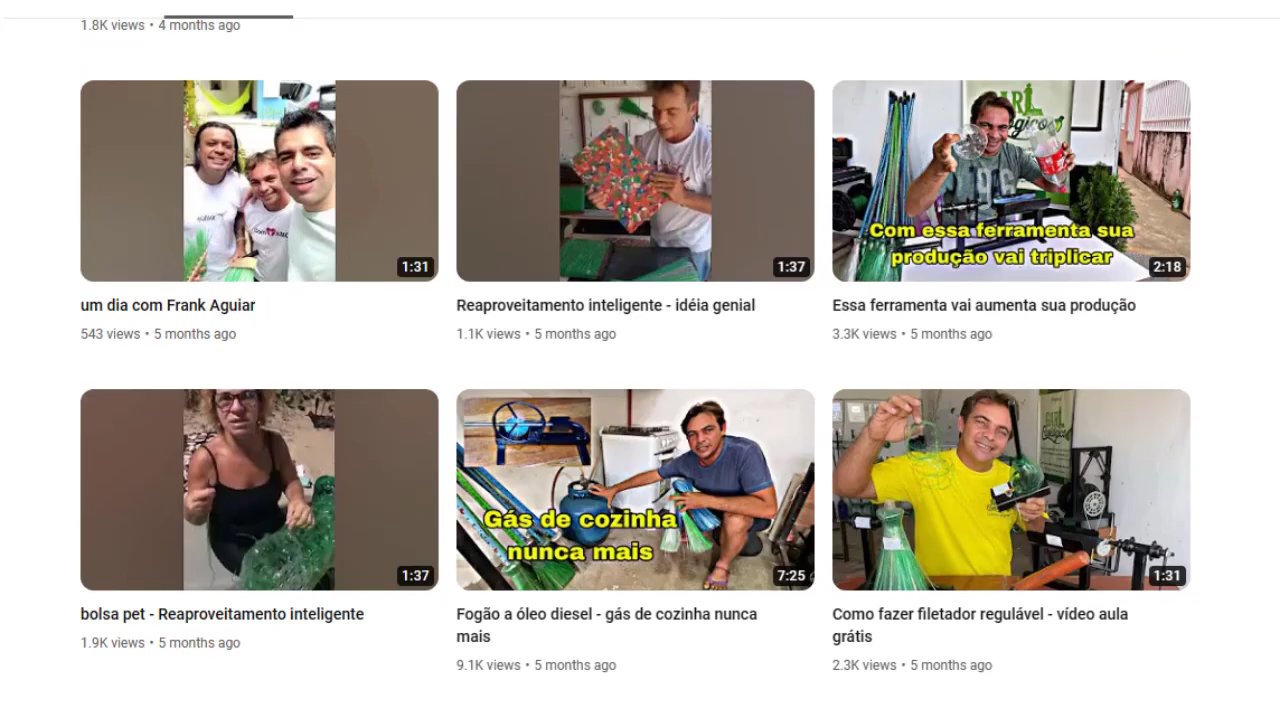 1.8K views • 4 months ago
1:31
1:37
Com essa ferramenta sua
produção vai triplicar
2:18
um dia com Frank Aguiar
Reaproveitamento inteligente - idéia genial
Essa ferramenta vai aumenta sua produção
543 views • 5 months ago
1.1K views • 5 months ago
3.3K views • 5 months ago
1:37
Gás de cozinha
nunca mais
7:25
1:31
bolsa pet - Reaproveitamento inteligente
Fogão a óleo diesel - gás de cozinha nunca
mais
Como fazer filetador regulável - vídeo aula
grátis
1.9K views • 5 months ago
9.1K views • 5 months ago
2.3K views • 5 months ago